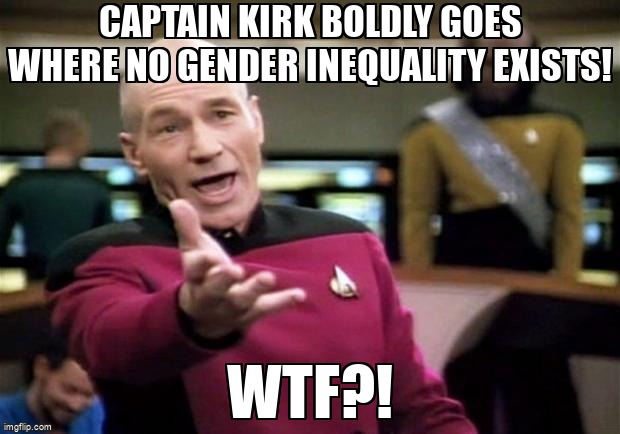 CAPTAIN KIRK BOLDLY GOES
WHERE NO GENDER INEQUALITY EXISTS!
WTF?!
imgflip.com